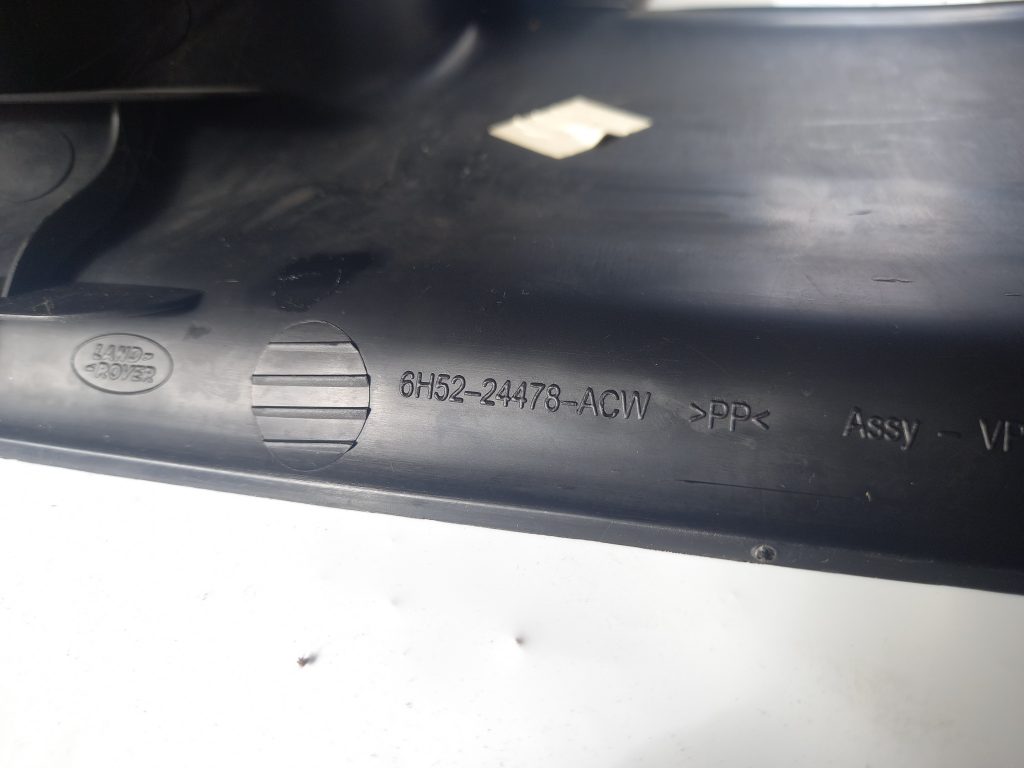 LAND-
-ROVER
6H52-24478-ACW >PP< Assy - VP